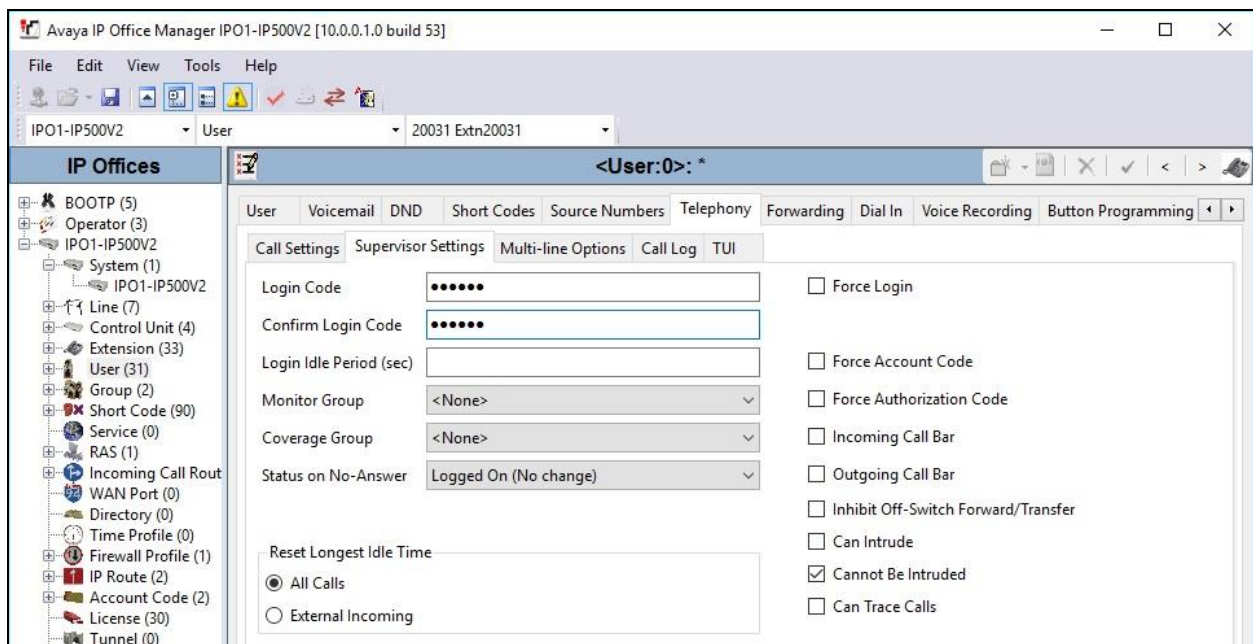 Avaya IP Office Manager IPO1-IP500V2 [10.0.0.1.0 build 53]
File Edit View Tools Help
IPO1-IP500V2 User 20031 Extn20031
IP Offices
BOOTP (5)
Operator (3)
IPO1-IP500V2
System (1)
IPO1-IP500V2
Line (7)
Control Unit (4)
Extension (33)
User (31)
Group (2)
Short Code (90)
Service (0)
RAS (1)
Incoming Call Rout
WAN Port (0)
Directory (0)
Time Profile (0)
Firewall Profile (1)
IP Route (2)
Account Code (2)
License (30)
Tunnel (0)
<User:0>: *
User Voicemail DND Short Codes Source Numbers Telephony Forwarding Dial In Voice Recording Button Programming
Call Settings Supervisor Settings Multi-line Options Call Log TUI
Login Code ●●●●●● Force Login
Confirm Login Code ●●●●●●
Login Idle Period (sec) Force Account Code
Monitor Group <None> Force Authorization Code
Coverage Group <None> Incoming Call Bar
Status on No-Answer Logged On (No change) Outgoing Call Bar
Inhibit Off-Switch Forward/Transfer
Can Intrude
Reset Longest Idle Time
All Calls Cannot Be Intruded
External Incoming Can Trace Calls